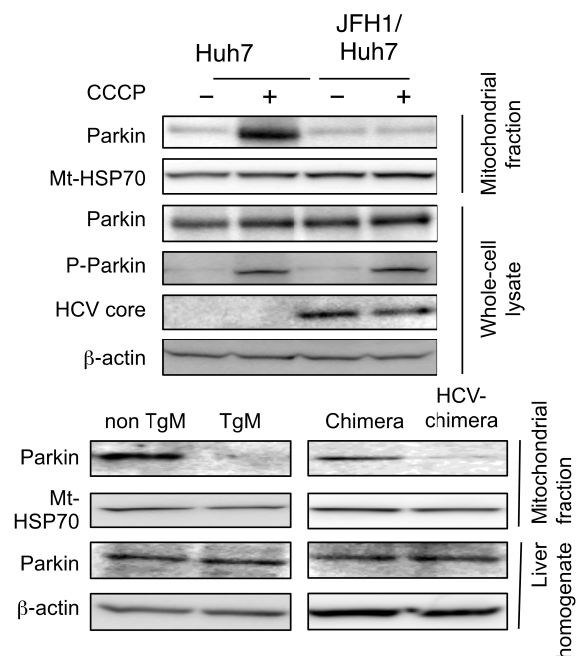 Huh7
JFH1/
Huh7
CCCP − + − +
Parkin
Mt-HSP70
Mitochondrial
fraction
Parkin
P-Parkin
HCV core
β-actin
Whole-cell
lysate
non TgM TgM Chimera HCV-
chimera
Parkin
Mt-
HSP70
Mitochondrial
fraction
Parkin
β-actin
Liver
homogenate